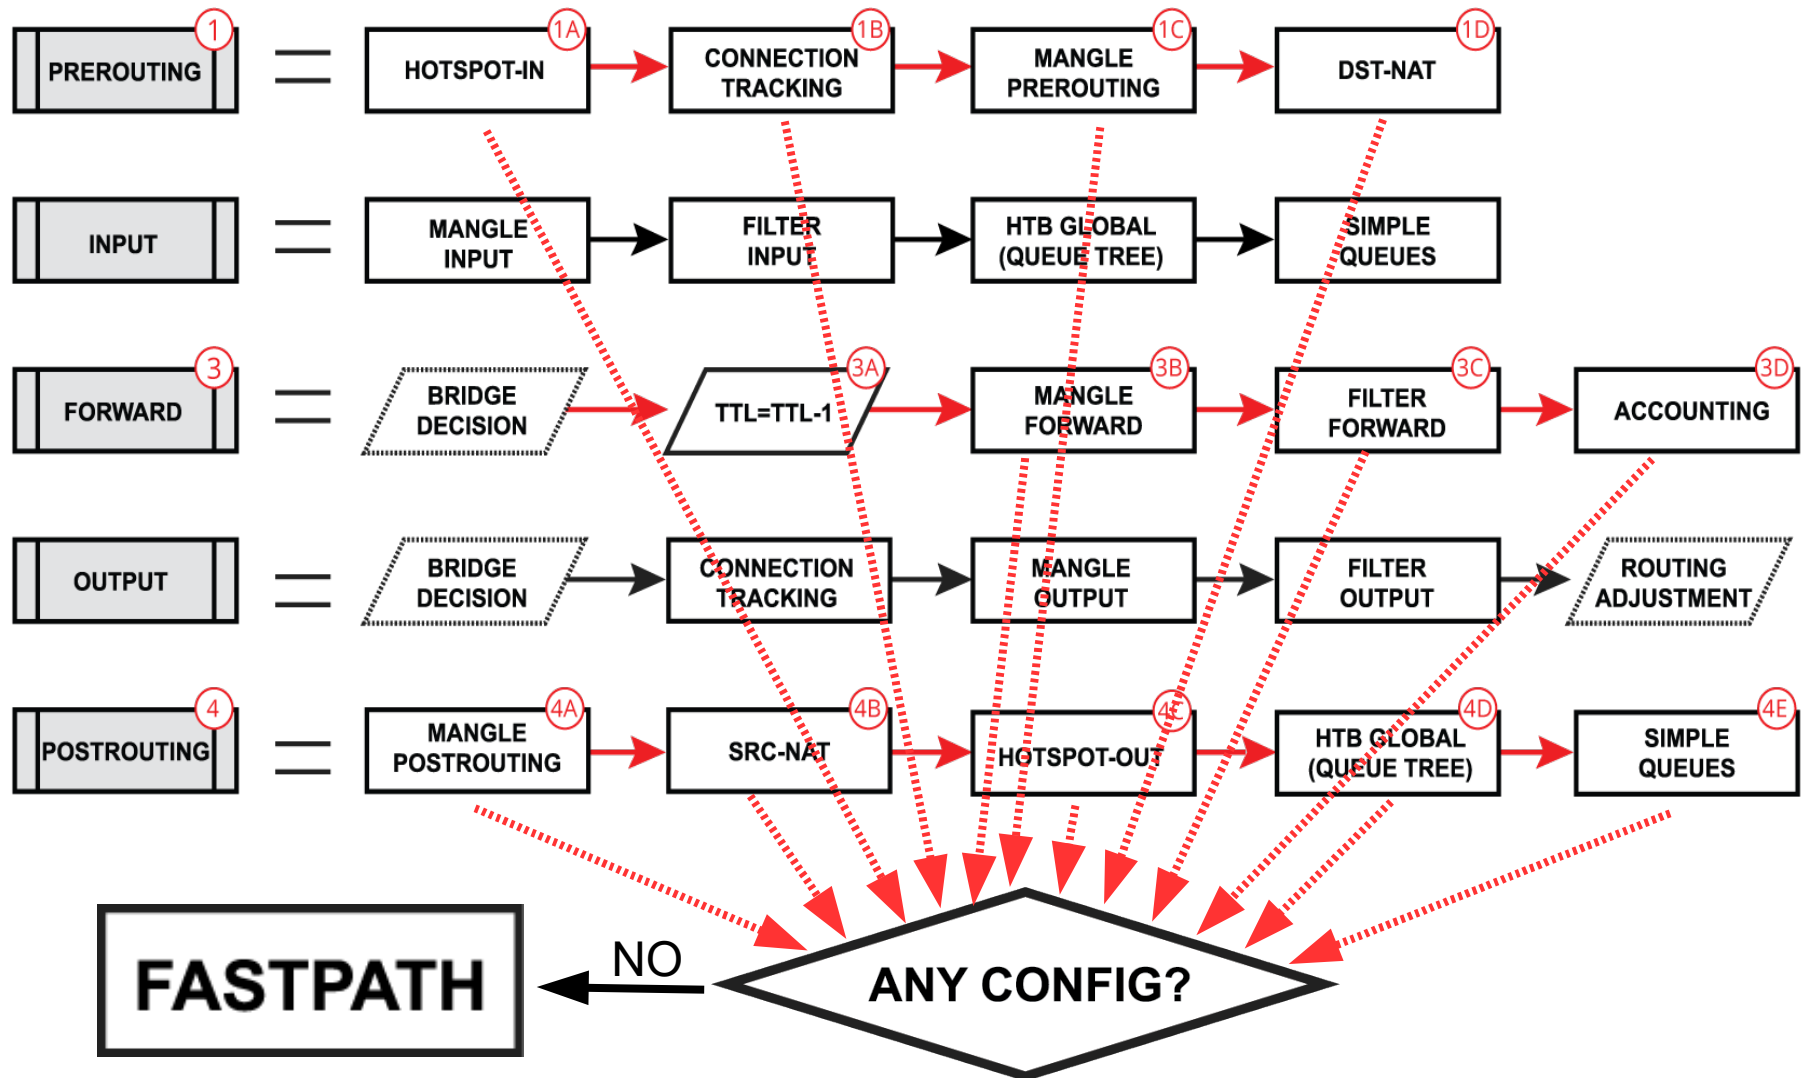 1
PREROUTING
=
1A
HOTSPOT-IN
1B
CONNECTION
TRACKING
1C
MANGLE
PREROUTING
1D
DST-NAT
INPUT
=
MANGLE
INPUT
FILTER
INPUT
HTB GLOBAL
(QUEUE TREE)
SIMPLE
QUEUES
3
FORWARD
=
BRIDGE
DECISION
3A
TTL=TTL-1
3B
MANGLE
FORWARD
3C
FILTER
FORWARD
3D
ACCOUNTING
OUTPUT
=
BRIDGE
DECISION
CONNECTION
TRACKING
MANGLE
OUTPUT
FILTER
OUTPUT
ROUTING
ADJUSTMENT
4
POSTROUTING
=
4A
MANGLE
POSTROUTING
4B
SRC-NAT
4C
HOTSPOT-OUT
4D
HTB GLOBAL
(QUEUE TREE)
4E
SIMPLE
QUEUES
FASTPATH
NO
ANY CONFIG?